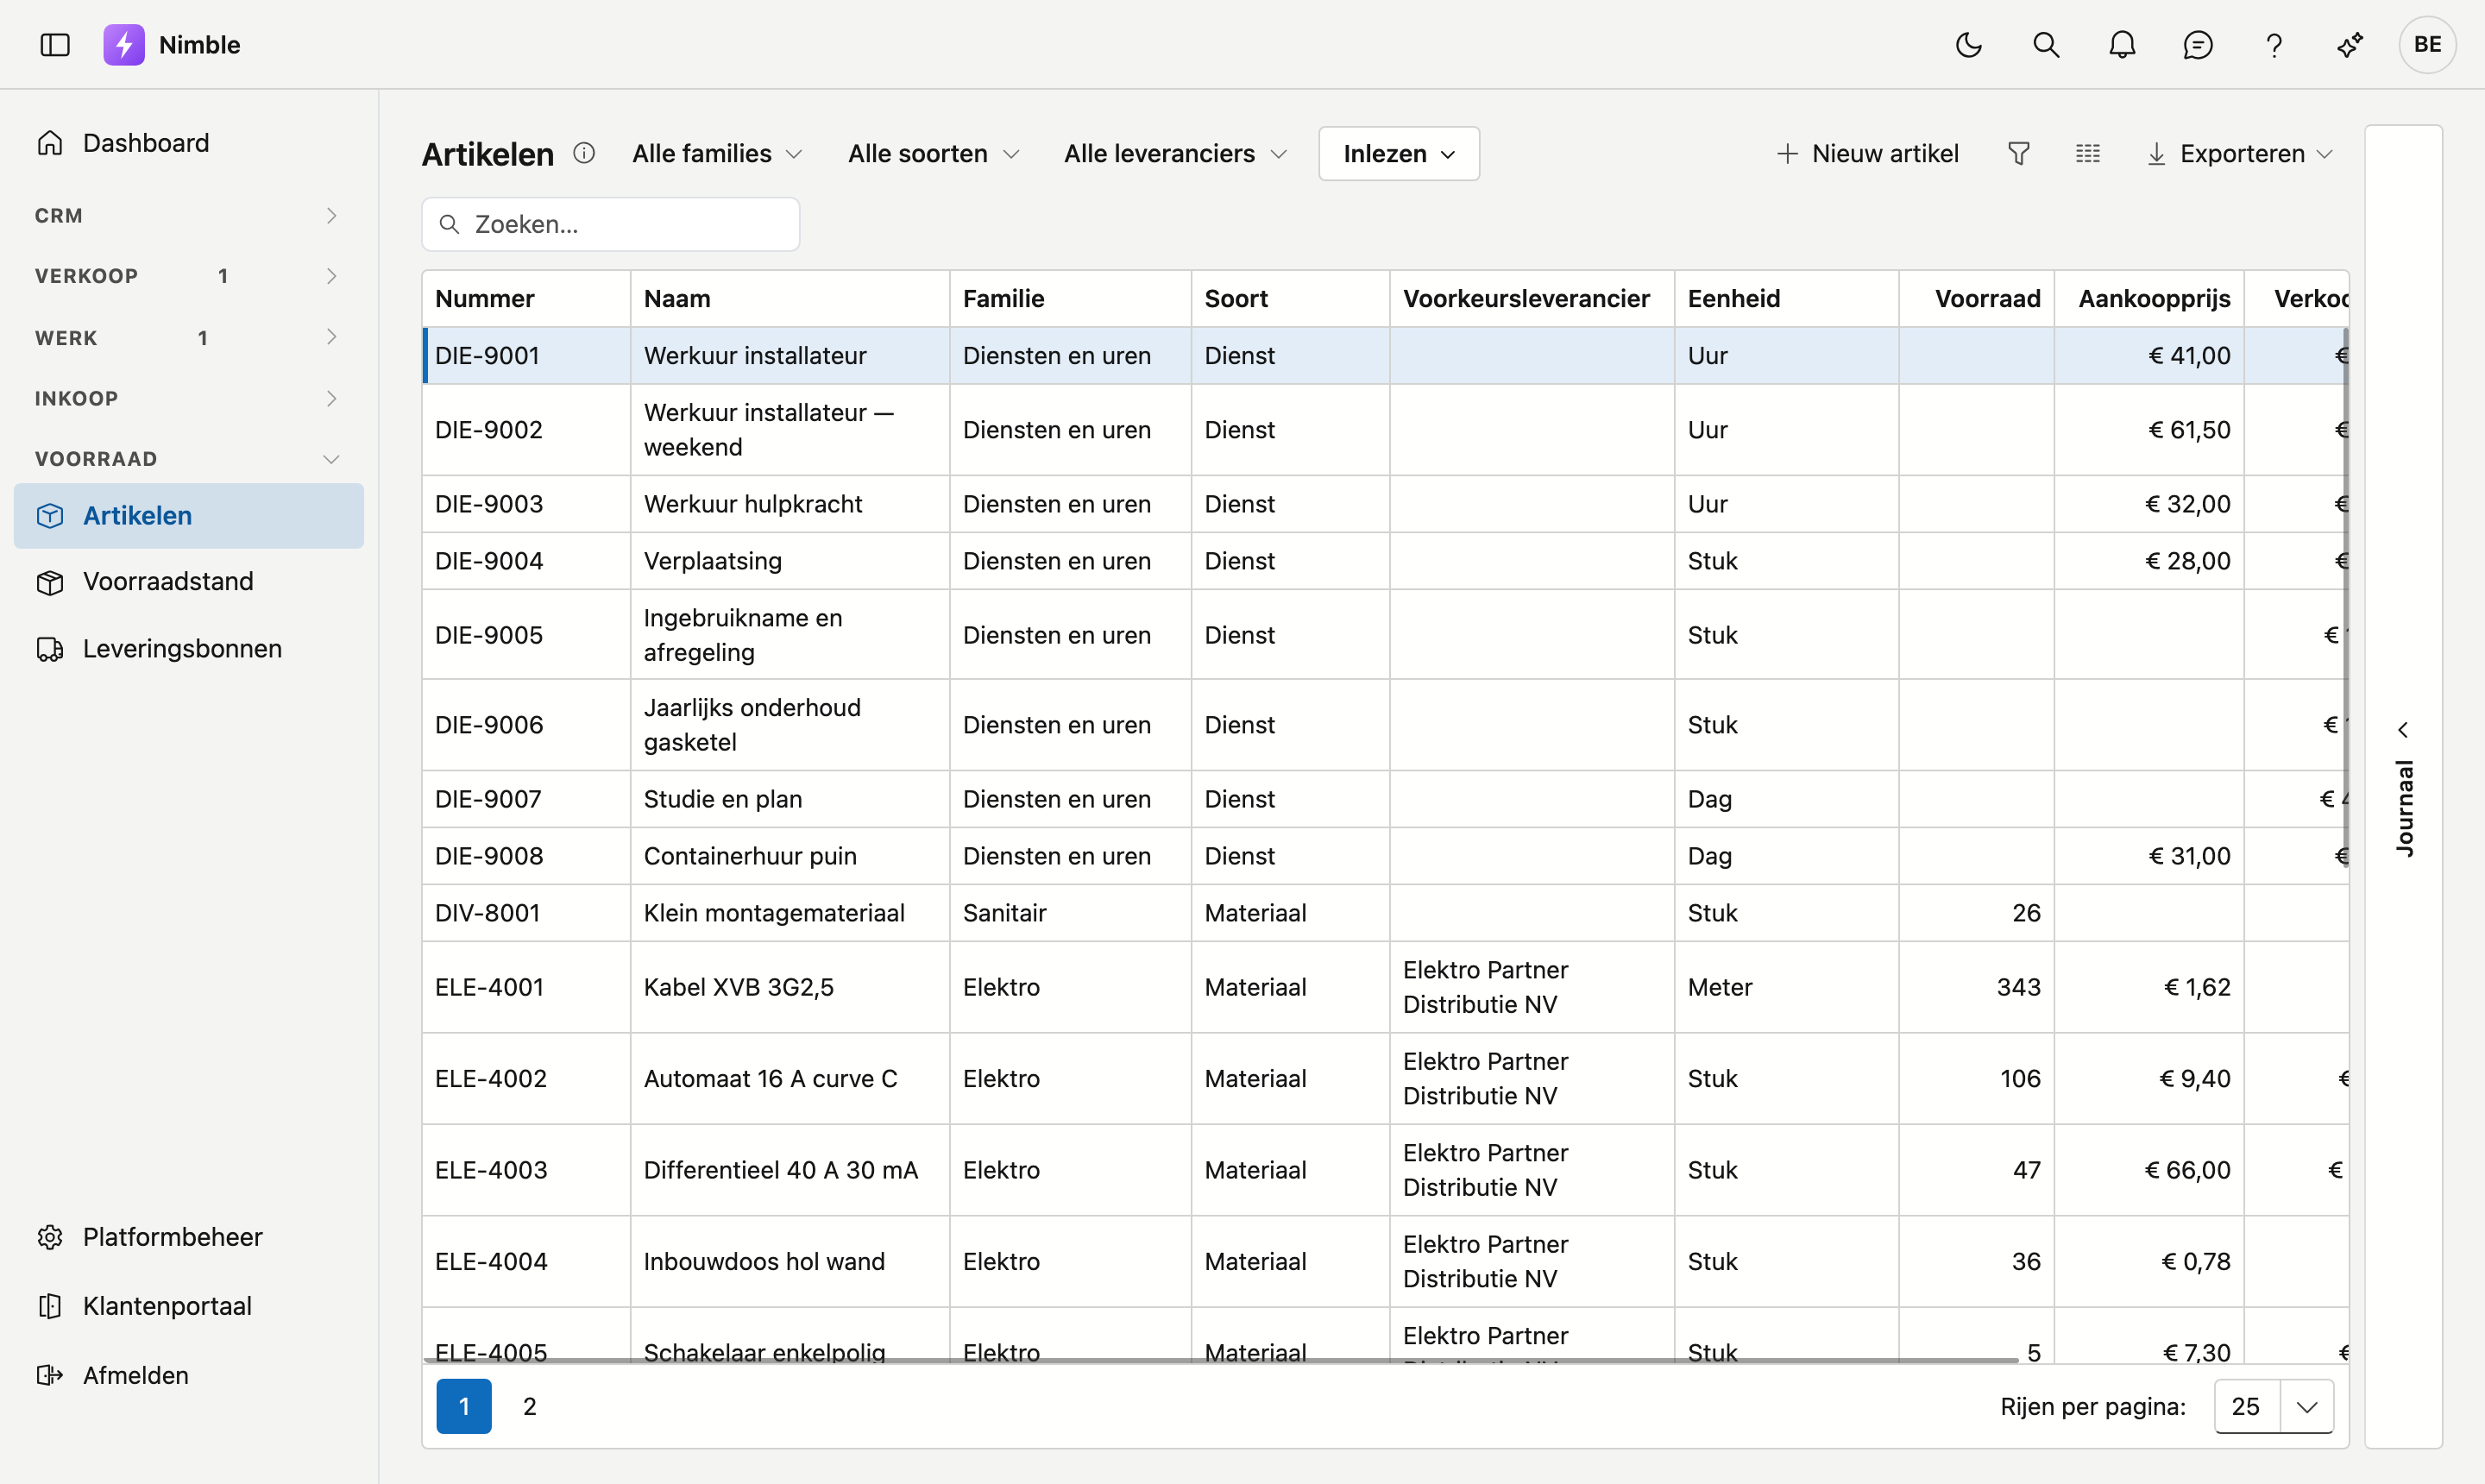 Nimble
BE
Dashboard
CRM
VERKOOP 1
WERK 1
INKOOP
VOORRAAD
Artikelen
Voorraadstand
Leveringsbonnen
Platformbeheer
Klantenportaal
Afmelden
Artikelen Alle families Alle soorten Alle leveranciers Inlezen Nieuw artikel Exporteren
Zoeken...
Nummer Naam Familie Soort Voorkeursleverancier Eenheid Voorraad Aankoopprijs
DIE-9001 Werkuur installateur Diensten en uren Dienst Uur € 41,00 €
DIE-9002 Werkuur installateur — Diensten en uren Dienst Uur € 61,50 €
weekend
DIE-9003 Werkuur hulpkracht Diensten en uren Dienst Uur € 32,00 €
DIE-9004 Verplaatsing Diensten en uren Dienst Stuk € 28,00 €
DIE-9005 Ingebruikname en Diensten en uren Dienst Stuk €
afregeling
DIE-9006 Jaarlijks onderhoud Diensten en uren Dienst Stuk €
gasketel
DIE-9007 Studie en plan Diensten en uren Dienst Dag €
DIE-9008 Containerhuur puin Diensten en uren Dienst Dag € 31,00 €
DIV-8001 Klein montagemateriaal Sanitair Materiaal Stuk 26
ELE-4001 Kabel XVB 3G2,5 Elektro Materiaal Elektro Partner Meter 343 € 1,62
Distributie NV
ELE-4002 Automaat 16 A curve C Elektro Materiaal Elektro Partner Stuk 106 € 9,40 €
Distributie NV
ELE-4003 Differentieel 40 A 30 mA Elektro Materiaal Elektro Partner Stuk 47 € 66,00 €
Distributie NV
ELE-4004 Inbouwdoos hol wand Elektro Materiaal Elektro Partner Stuk 36 € 0,78
Distributie NV
ELE-4005 Schakelaar enkelpolig Elektro Materiaal Elektro Partner Stuk 5 € 7,30 €
1 2 Rijen per pagina: 25
Journaal